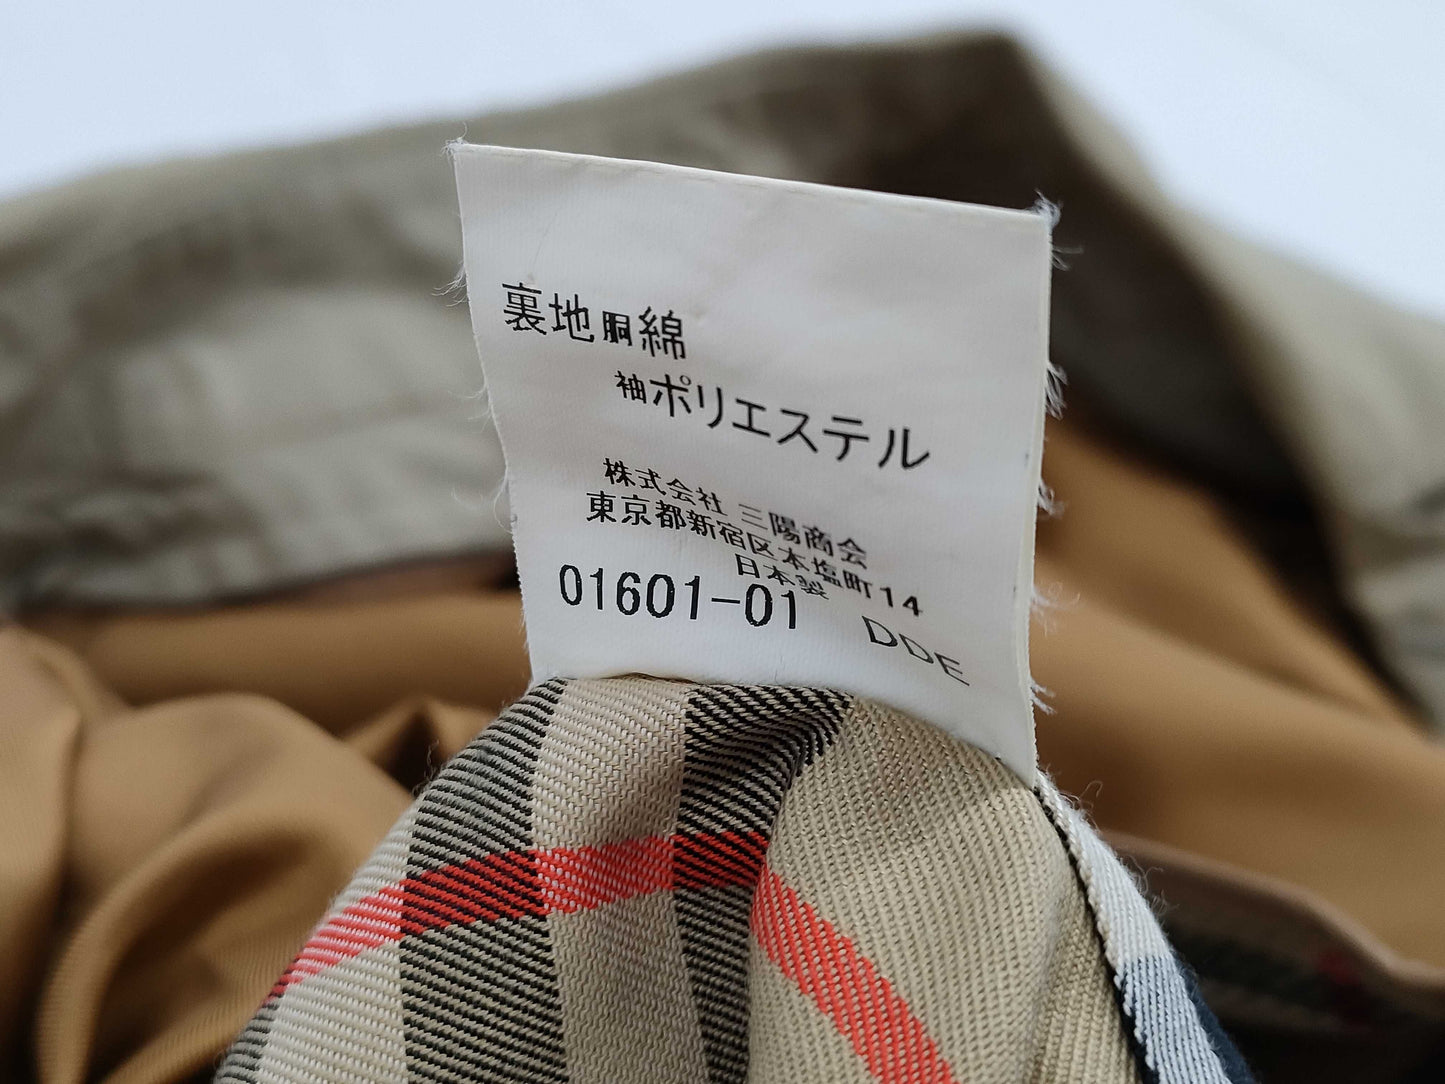 裏地胴綿
袖ポリエステル
株式会社 三陽商会
東京都新宿区本塩町14
日本製
01601-01 DDE